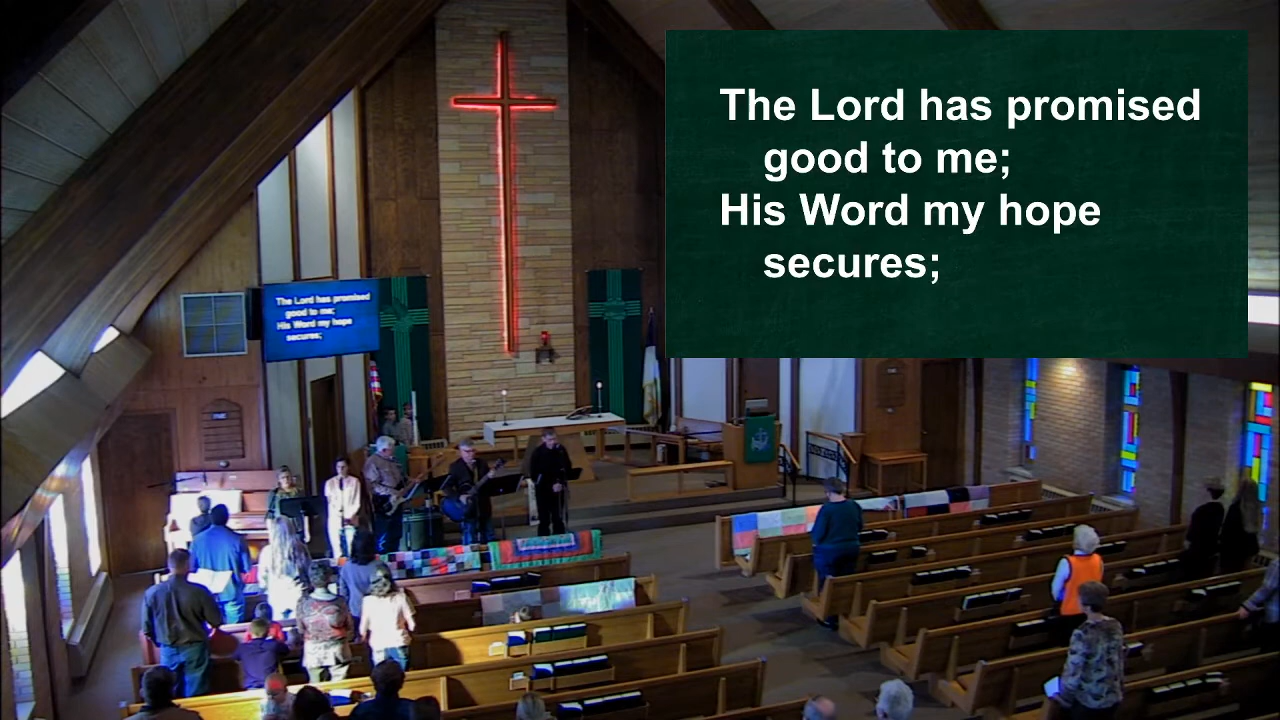 The Lord has promised
good to me;
His Word my hope
secures;
The Lord has promised
good to me;
His Word my hope
secures;